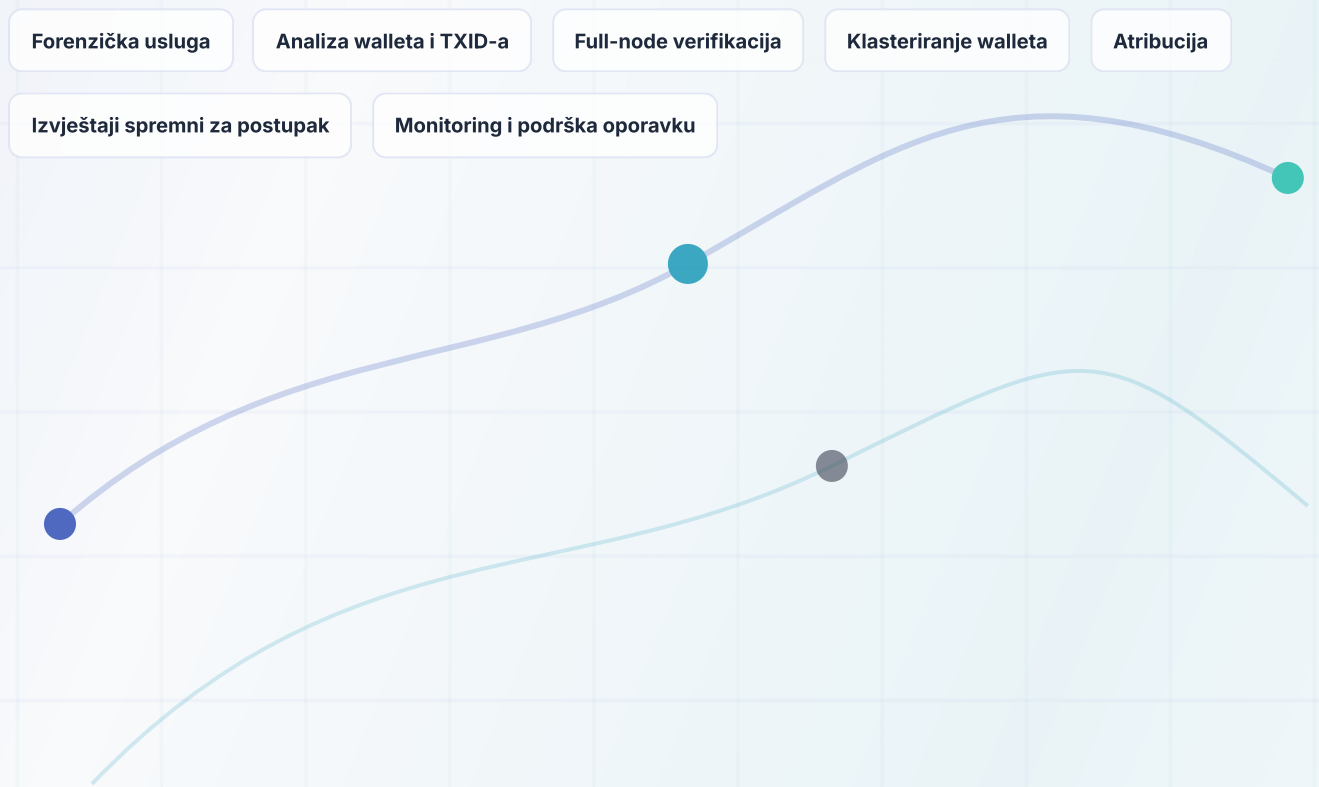 Forenzička usluga
Analiza walleta i TXID-a
Full-node verifikacija
Klasteriranje walleta
Atribucija
Izvještaji spremni za postupak
Monitoring i podrška oporavku